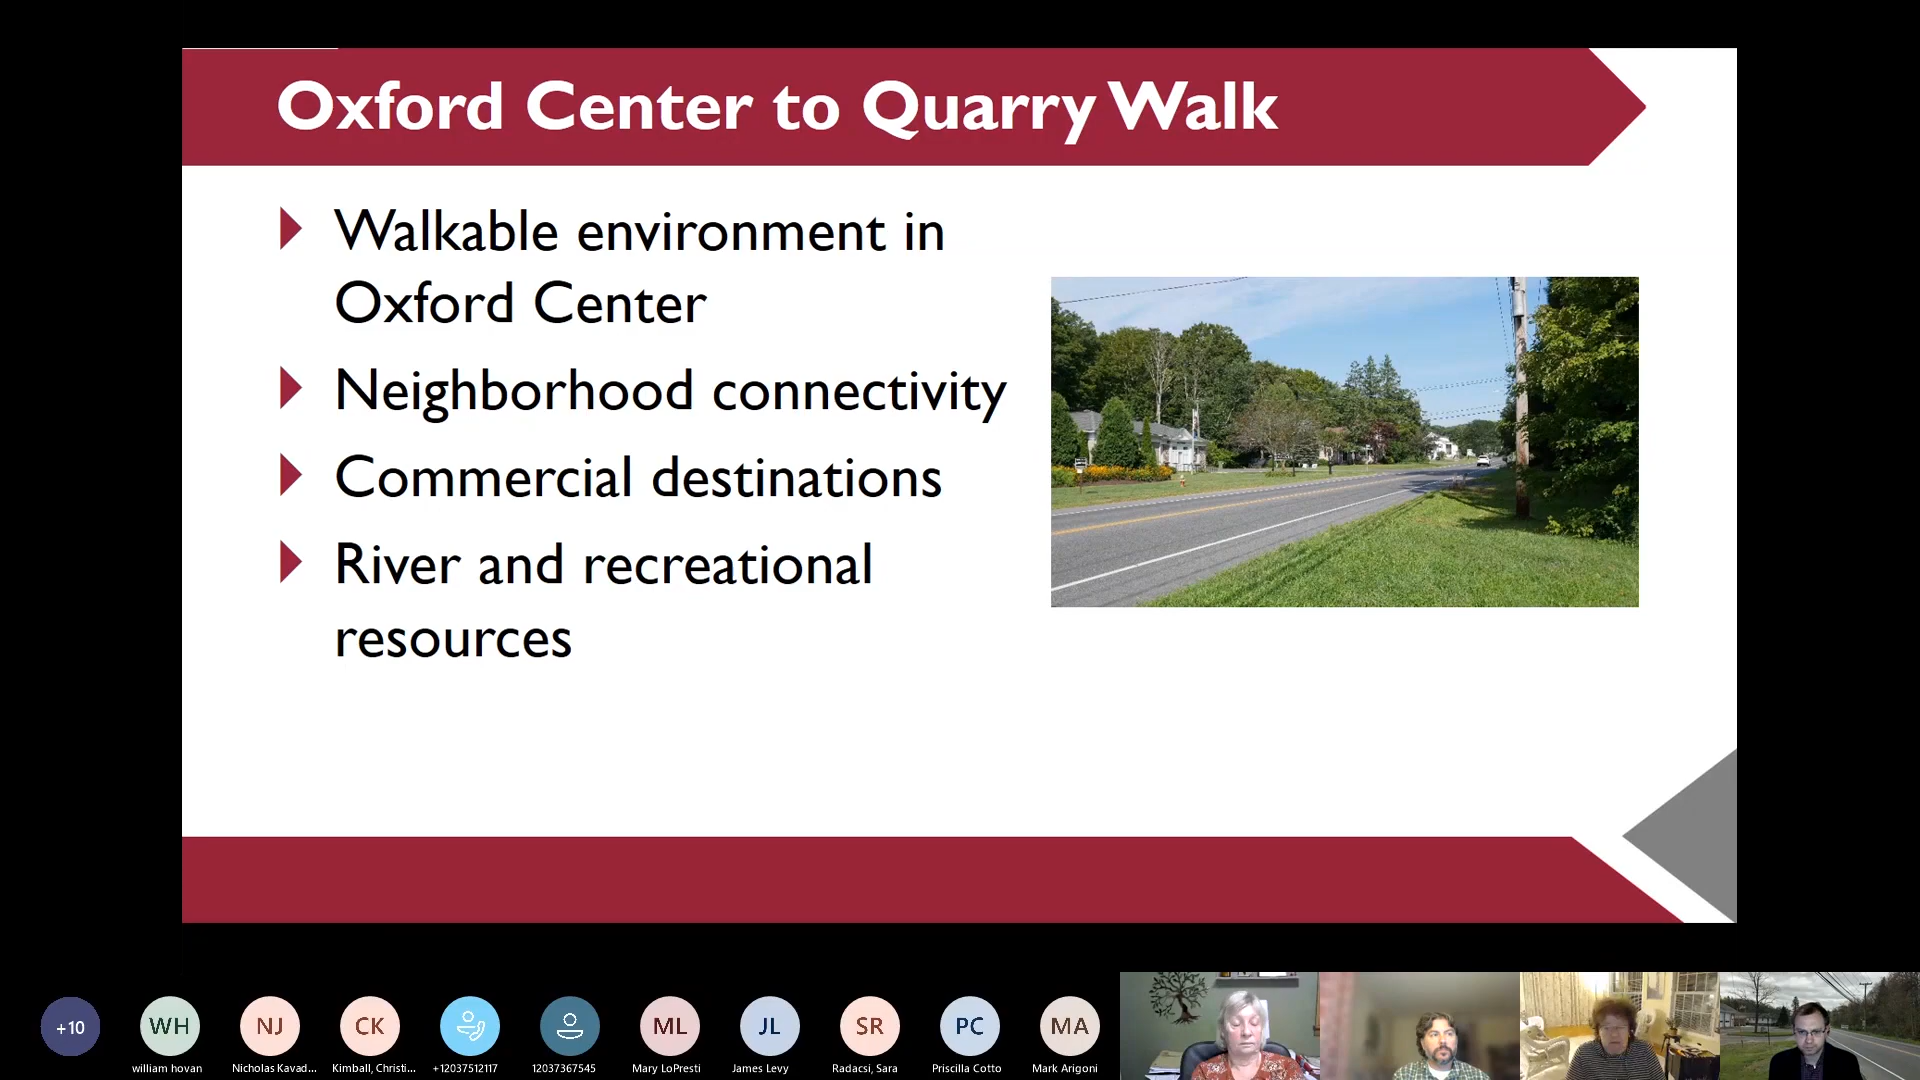 Oxford Center to Quarry Walk
Walkable environment in
Oxford Center
Neighborhood connectivity
Commercial destinations
River and recreational
resources
+10
WH
NJ
CK
ML
JL
SR
PC
MA
william hovan
Nicholas Kavad...
Kimball, Christi...
+12037512117
12037367545
Mary LoPresti
James Levy
Radacsi, Sara
Priscilla Cotto
Mark Arigoni